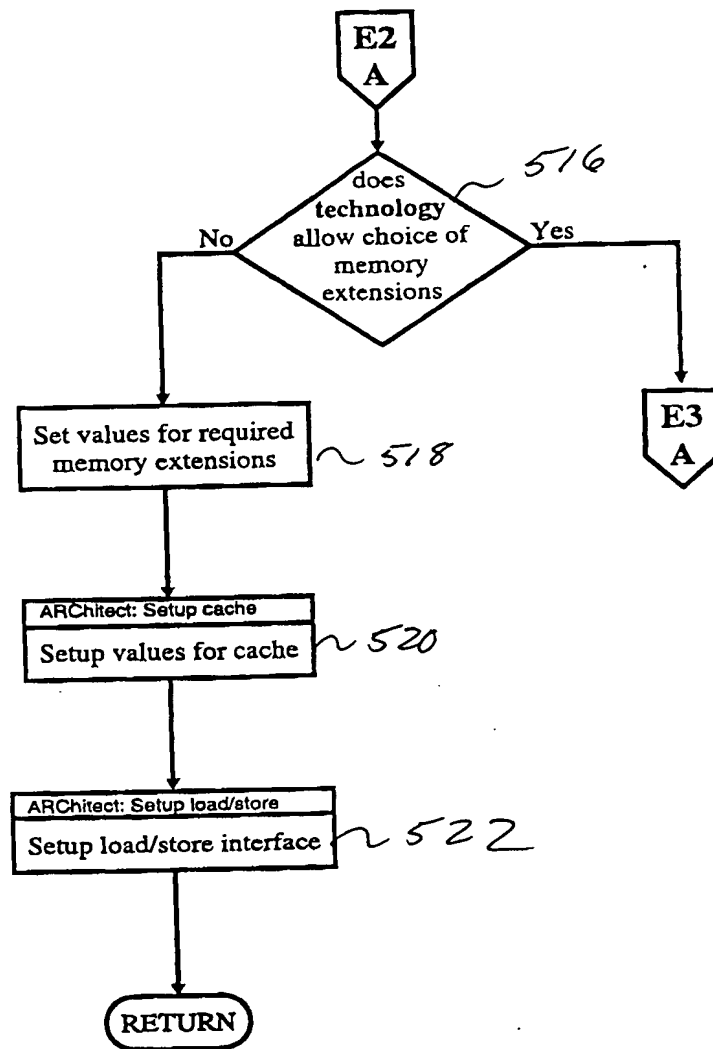 E2
A
516
does
technology
allow choice of
memory
extensions
No
Yes
E3
A
Set values for required
memory extensions
518
ARChitect: Setup cache
Setup values for cache
520
ARChitect: Setup load/store
Setup load/store interface
522
RETURN